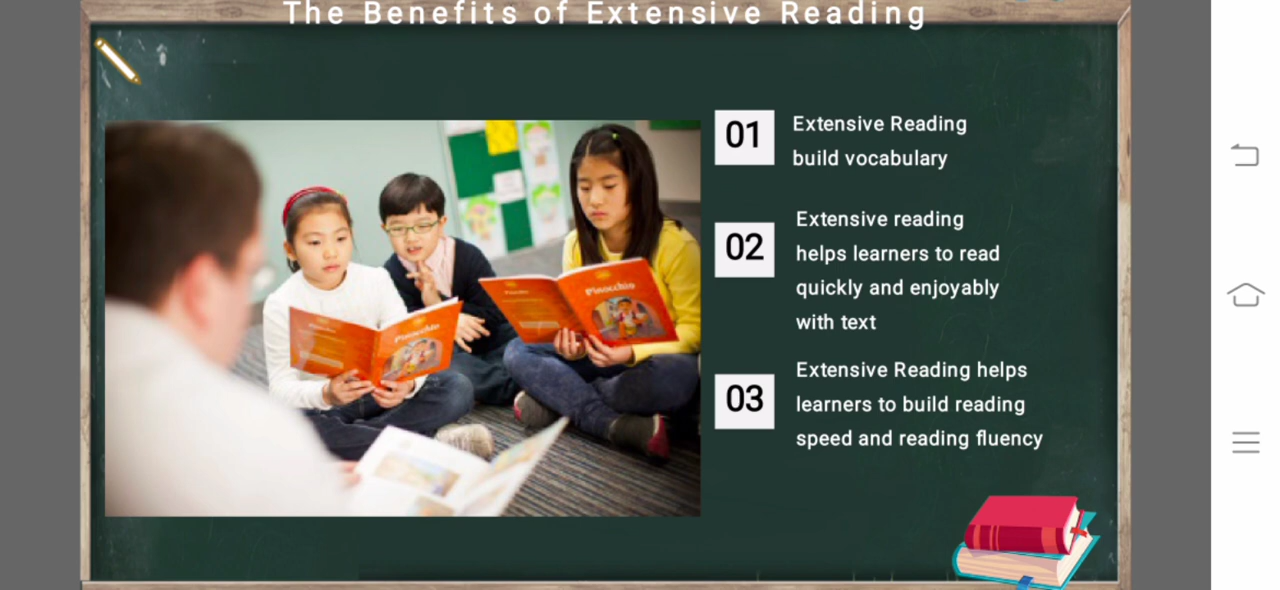 The Benefits of Extensive Reading
01
Extensive Reading
build vocabulary
02
Extensive reading
helps learners to read
quickly and enjoyably
with text
03
Extensive Reading helps
learners to build reading
speed and reading fluency
Pinocchio
Pinocchio